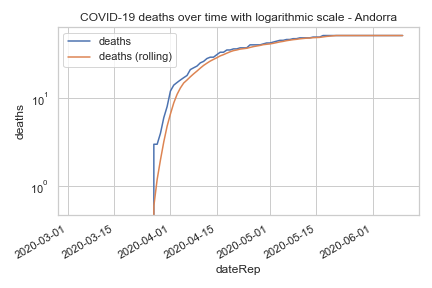 COVID-19 deaths over time with logarithmic scale - Andorra
deaths
deaths (rolling)
deaths
10¹
10⁰
2020-03-01
2020-03-15
2020-04-01
2020-04-15
2020-05-01
2020-05-15
2020-06-01
dateRep